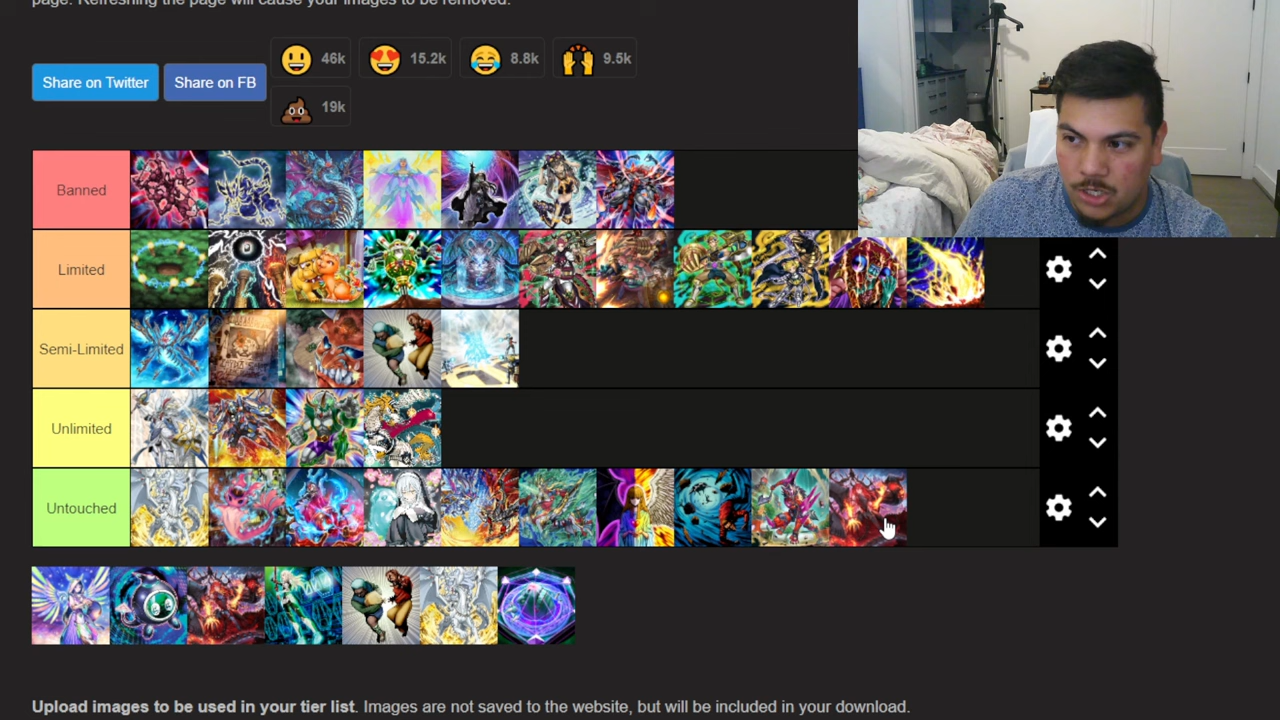 page. Refreshing the page will cause your images to be removed.
Share on Twitter
Share on FB
46k
15.2k
8.8k
9.5k
19k
Banned
Limited
Semi-Limited
Unlimited
Untouched
Upload images to be used in your tier list. Images are not saved to the website, but will be included in your download.